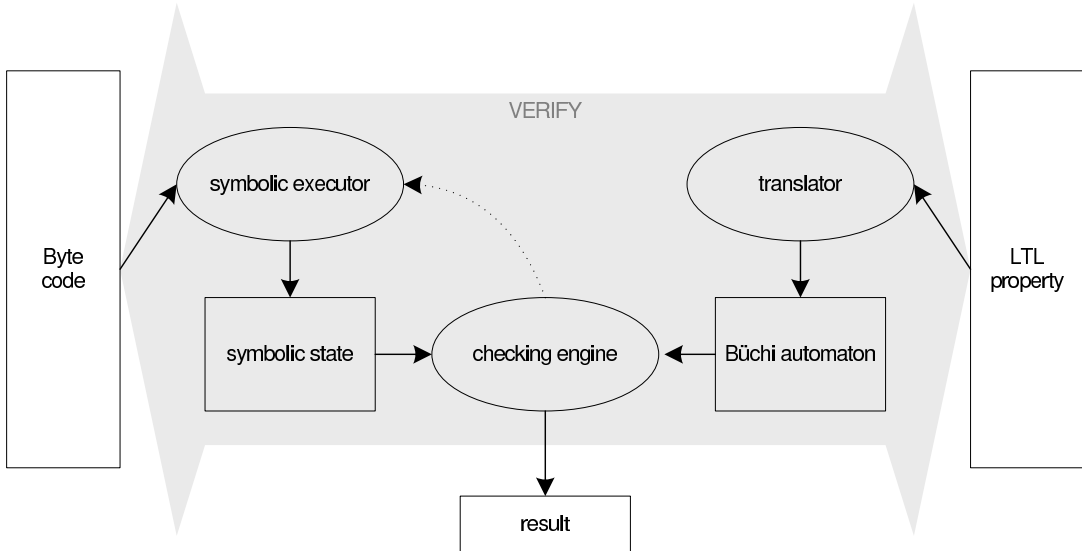 VERIFY
symbolic executor
translator
Byte
code
LTL
property
symbolic state
checking engine
Büchi automaton
result